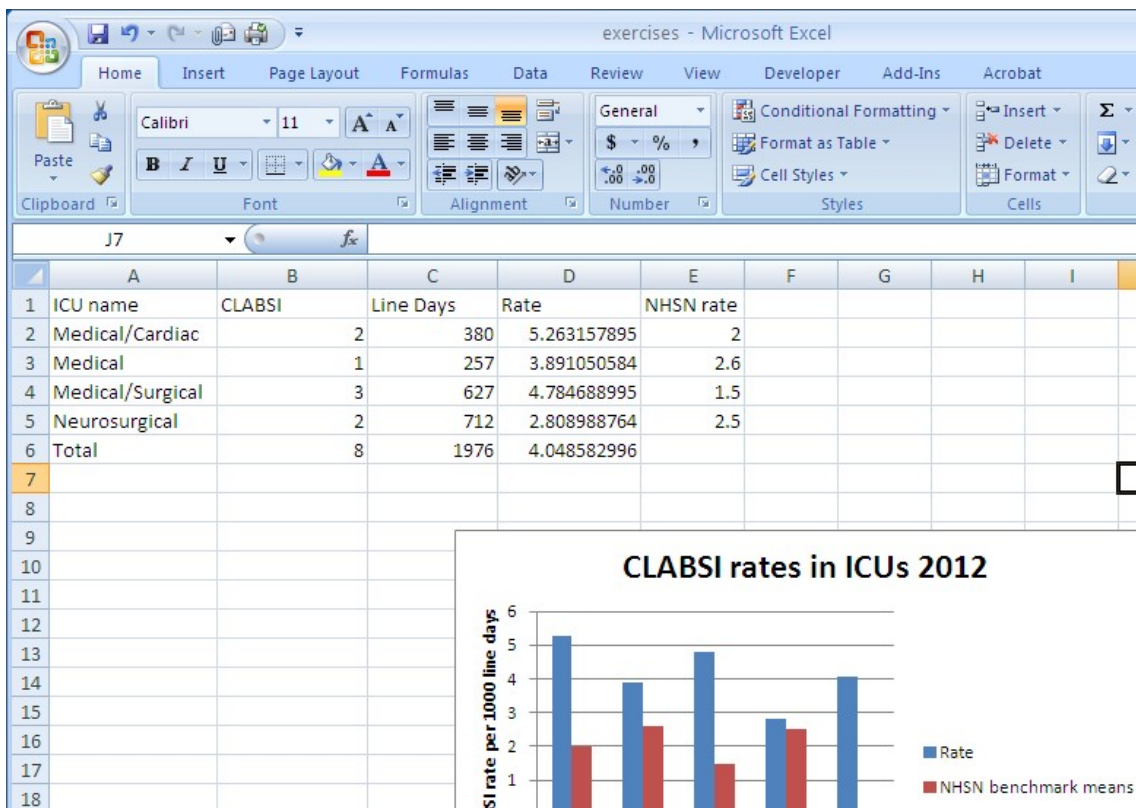 exercises - Microsoft Excel
Home Insert Page Layout Formulas Data Review View Developer Add-Ins Acrobat
Paste
Calibri 11 A A
B I U A
General
$ % ,
.00 .0
.0 .00
Conditional Formatting
Format as Table
Cell Styles
Insert
Delete
Format
Σ
Clipboard Font Alignment Number Styles Cells
J7 fx
A B C D E F G H I
1 ICU name CLABSI Line Days Rate NHSN rate
2 Medical/Cardiac 2 380 5.263157895 2
3 Medical 1 257 3.891050584 2.6
4 Medical/Surgical 3 627 4.784688995 1.5
5 Neurosurgical 2 712 2.808988764 2.5
6 Total 8 1976 4.048582996
7
8
9
10
11
12
13
14
15
16
17
18
CLABSI rates in ICUs 2012
SI rate per 1000 line days
6
5
4
3
2
1
Rate
NHSN benchmark means